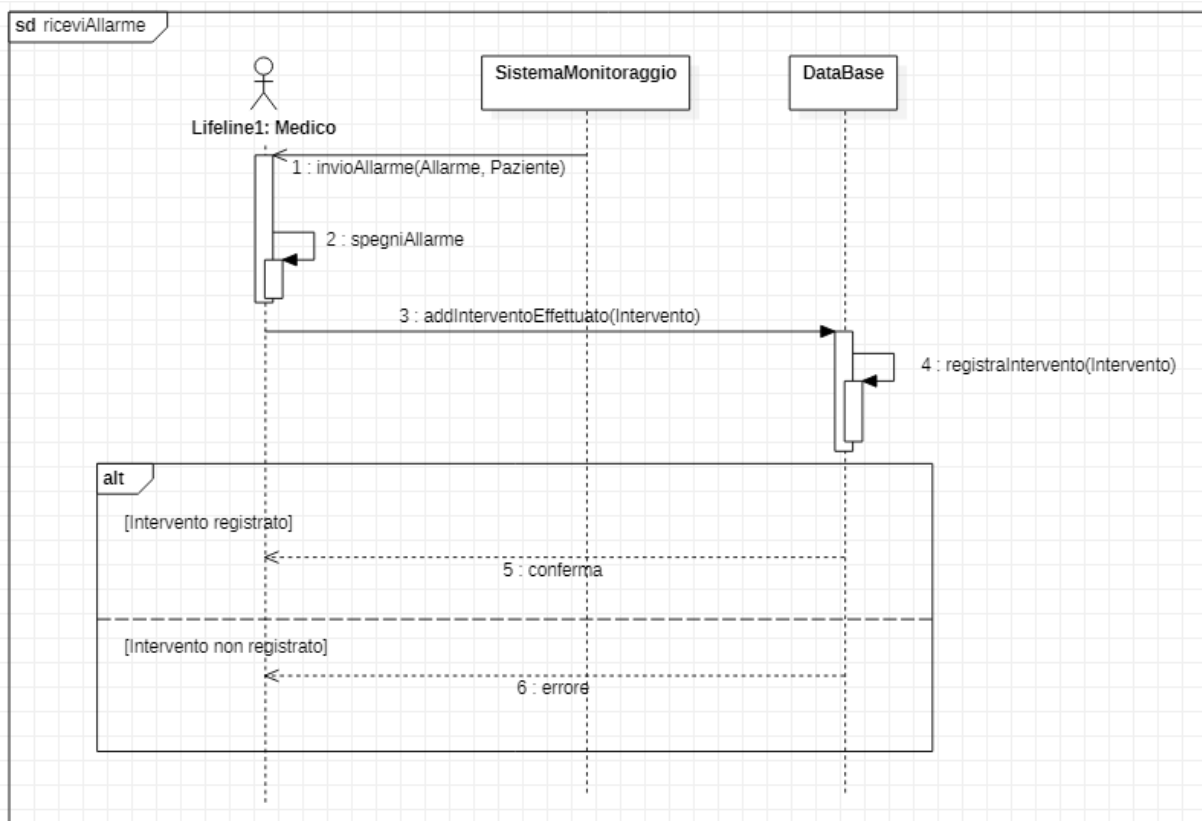 sd riceviAllarme
SistemaMonitoraggio
DataBase
Lifeline1: Medico
1 : invioAllarme(Allarme, Paziente)
2 : spegniAllarme
3 : addInterventoEffettuato(Intervento)
4 : registraIntervento(Intervento)
alt
[Intervento registrato]
5 : conferma
[Intervento non registrato]
6 : errore